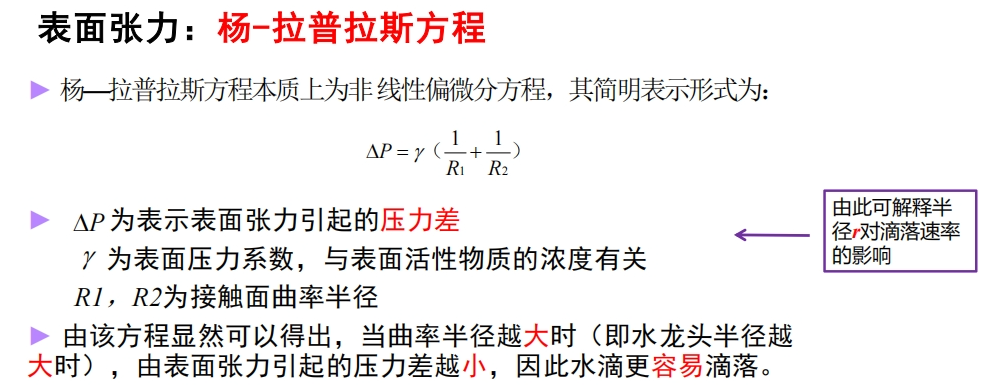 表面张力：杨-拉普拉斯方程
▶ 杨—拉普拉斯方程本质上为非线性偏微分方程，其简明表示形式为：
ΔP = γ（1/R1 + 1/R2）
▶ ΔP 为表示表面张力引起的压力差
γ 为表面压力系数，与表面活性物质的浓度有关
R1，R2为接触面曲率半径
由此可解释半
径r对滴落速率
的影响
▶ 由该方程显然可以得出，当曲率半径越大时（即水龙头半径越
大时），由表面张力引起的压力差越小，因此水滴更容易滴落。